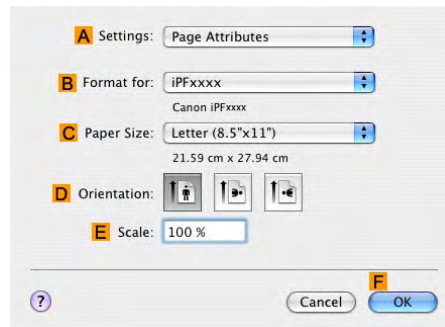 A Settings: Page Attributes
B Format for: iPFxxxx
Canon iPFxxxx
C Paper Size: Letter (8.5"x11")
21.59 cm x 27.94 cm
D Orientation:
E Scale: 100 %
F
? Cancel OK